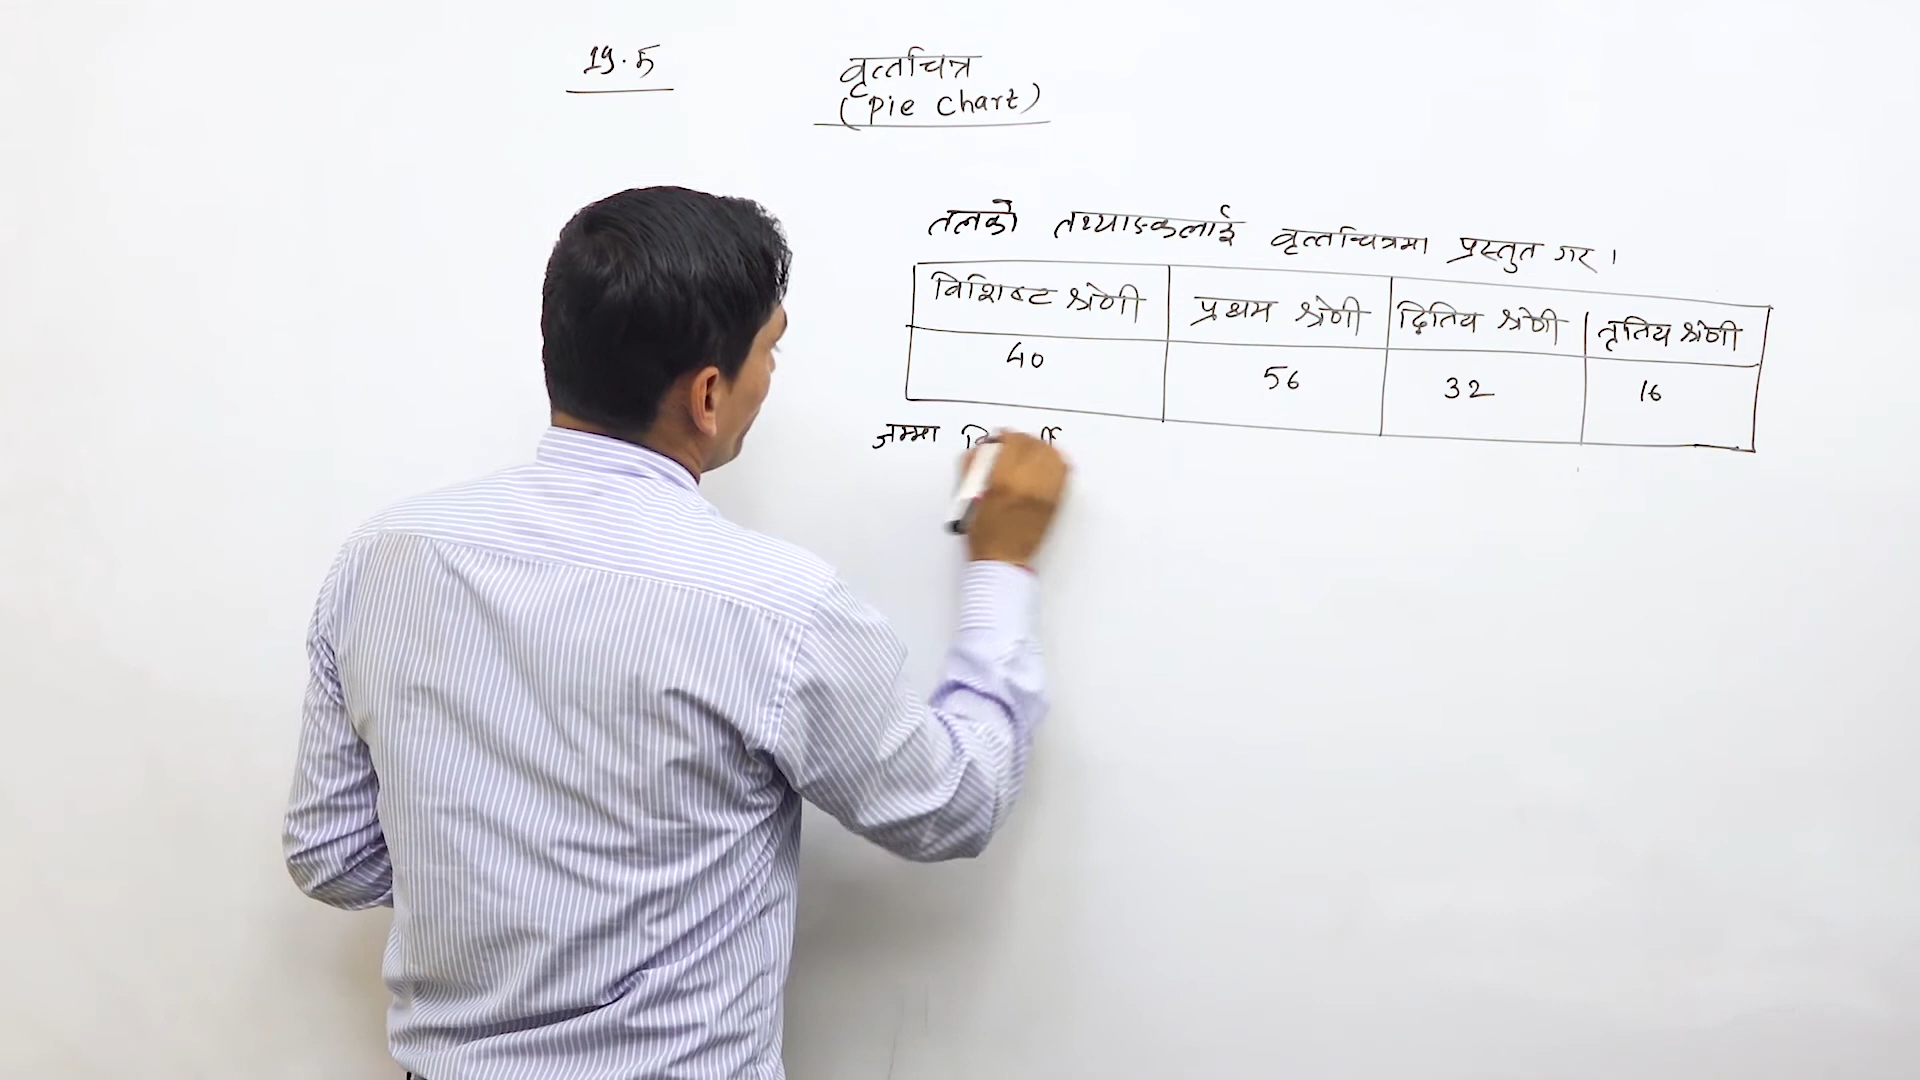 19.5
वृत्तचित्र
(Pie Chart)
तलको तथ्याङ्कलाई वृत्तचित्रमा प्रस्तुत गर ।
विशिष्ट श्रेणी प्रथम श्रेणी द्वितिय श्रेणी तृतिय श्रेणी
40 56 32 16
जम्मा